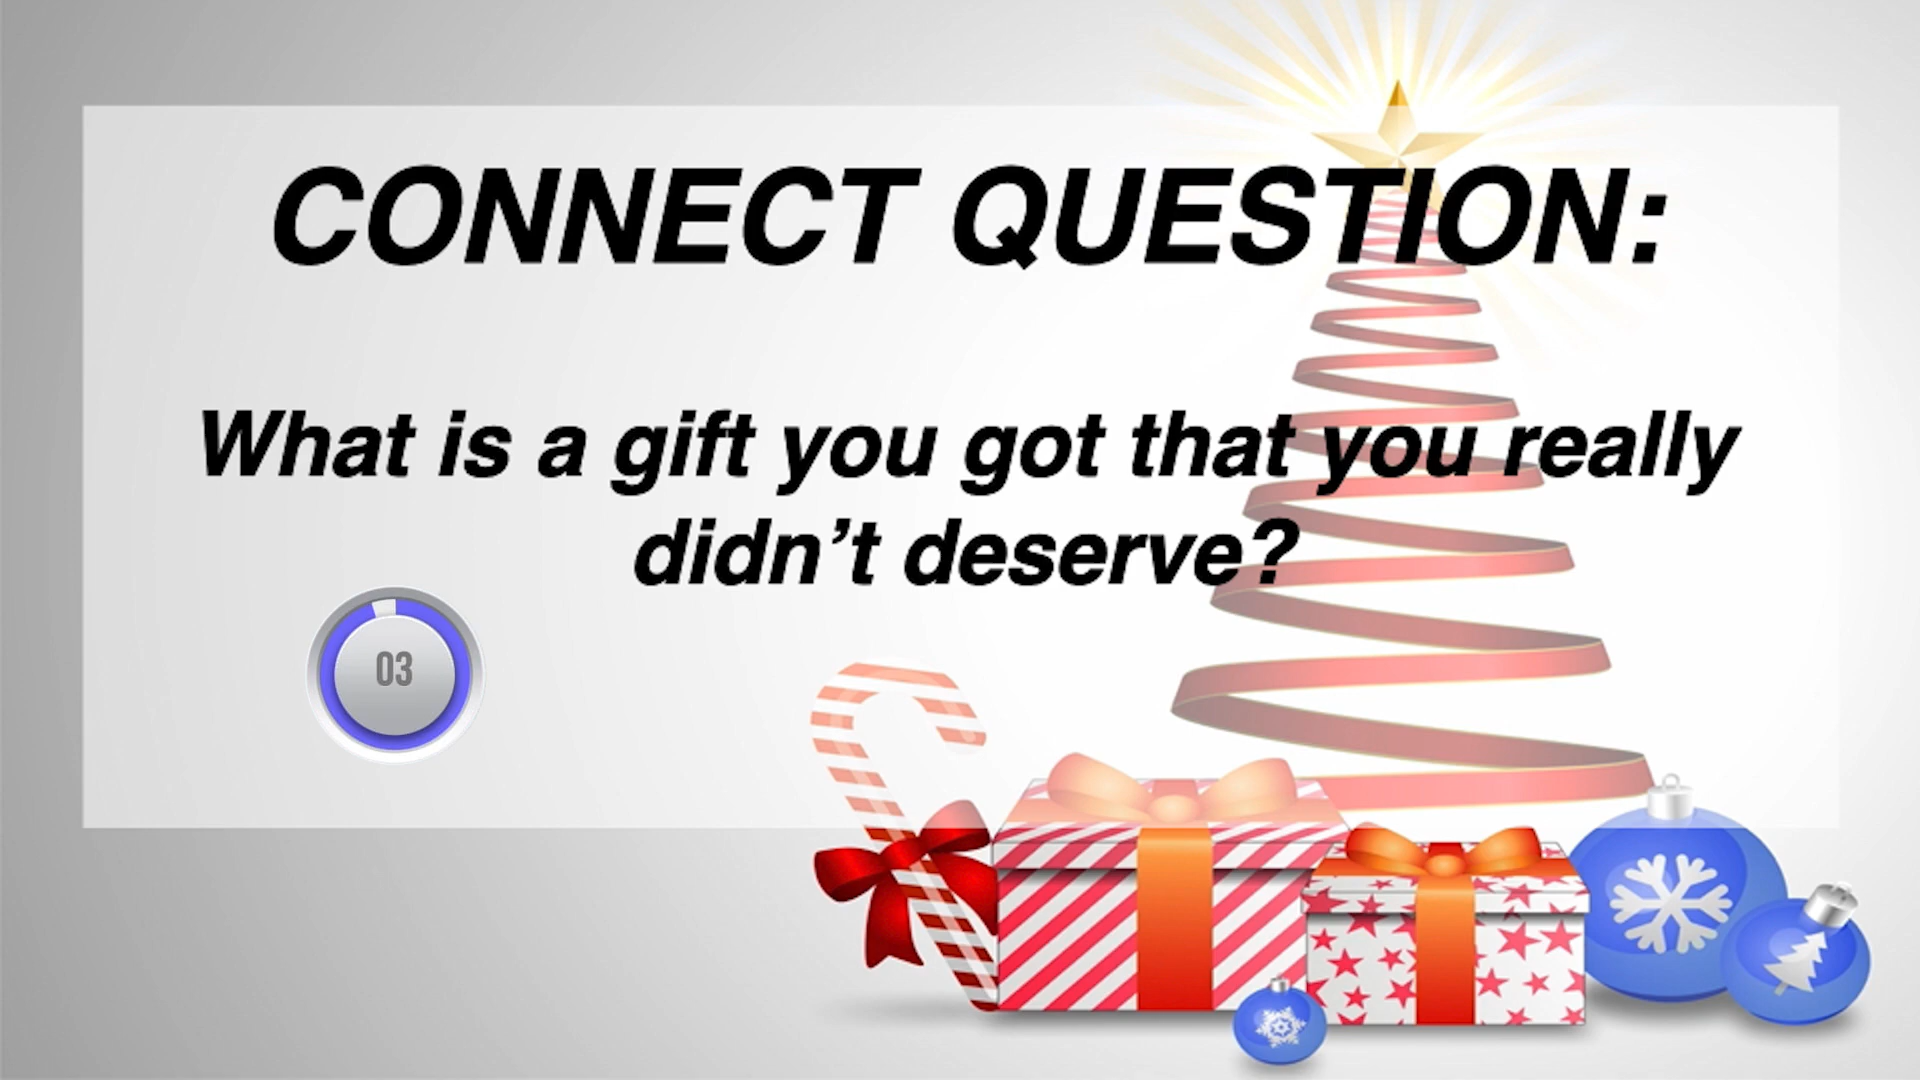 CONNECT QUESTION:
What is a gift you got that you really
didn’t deserve?
03